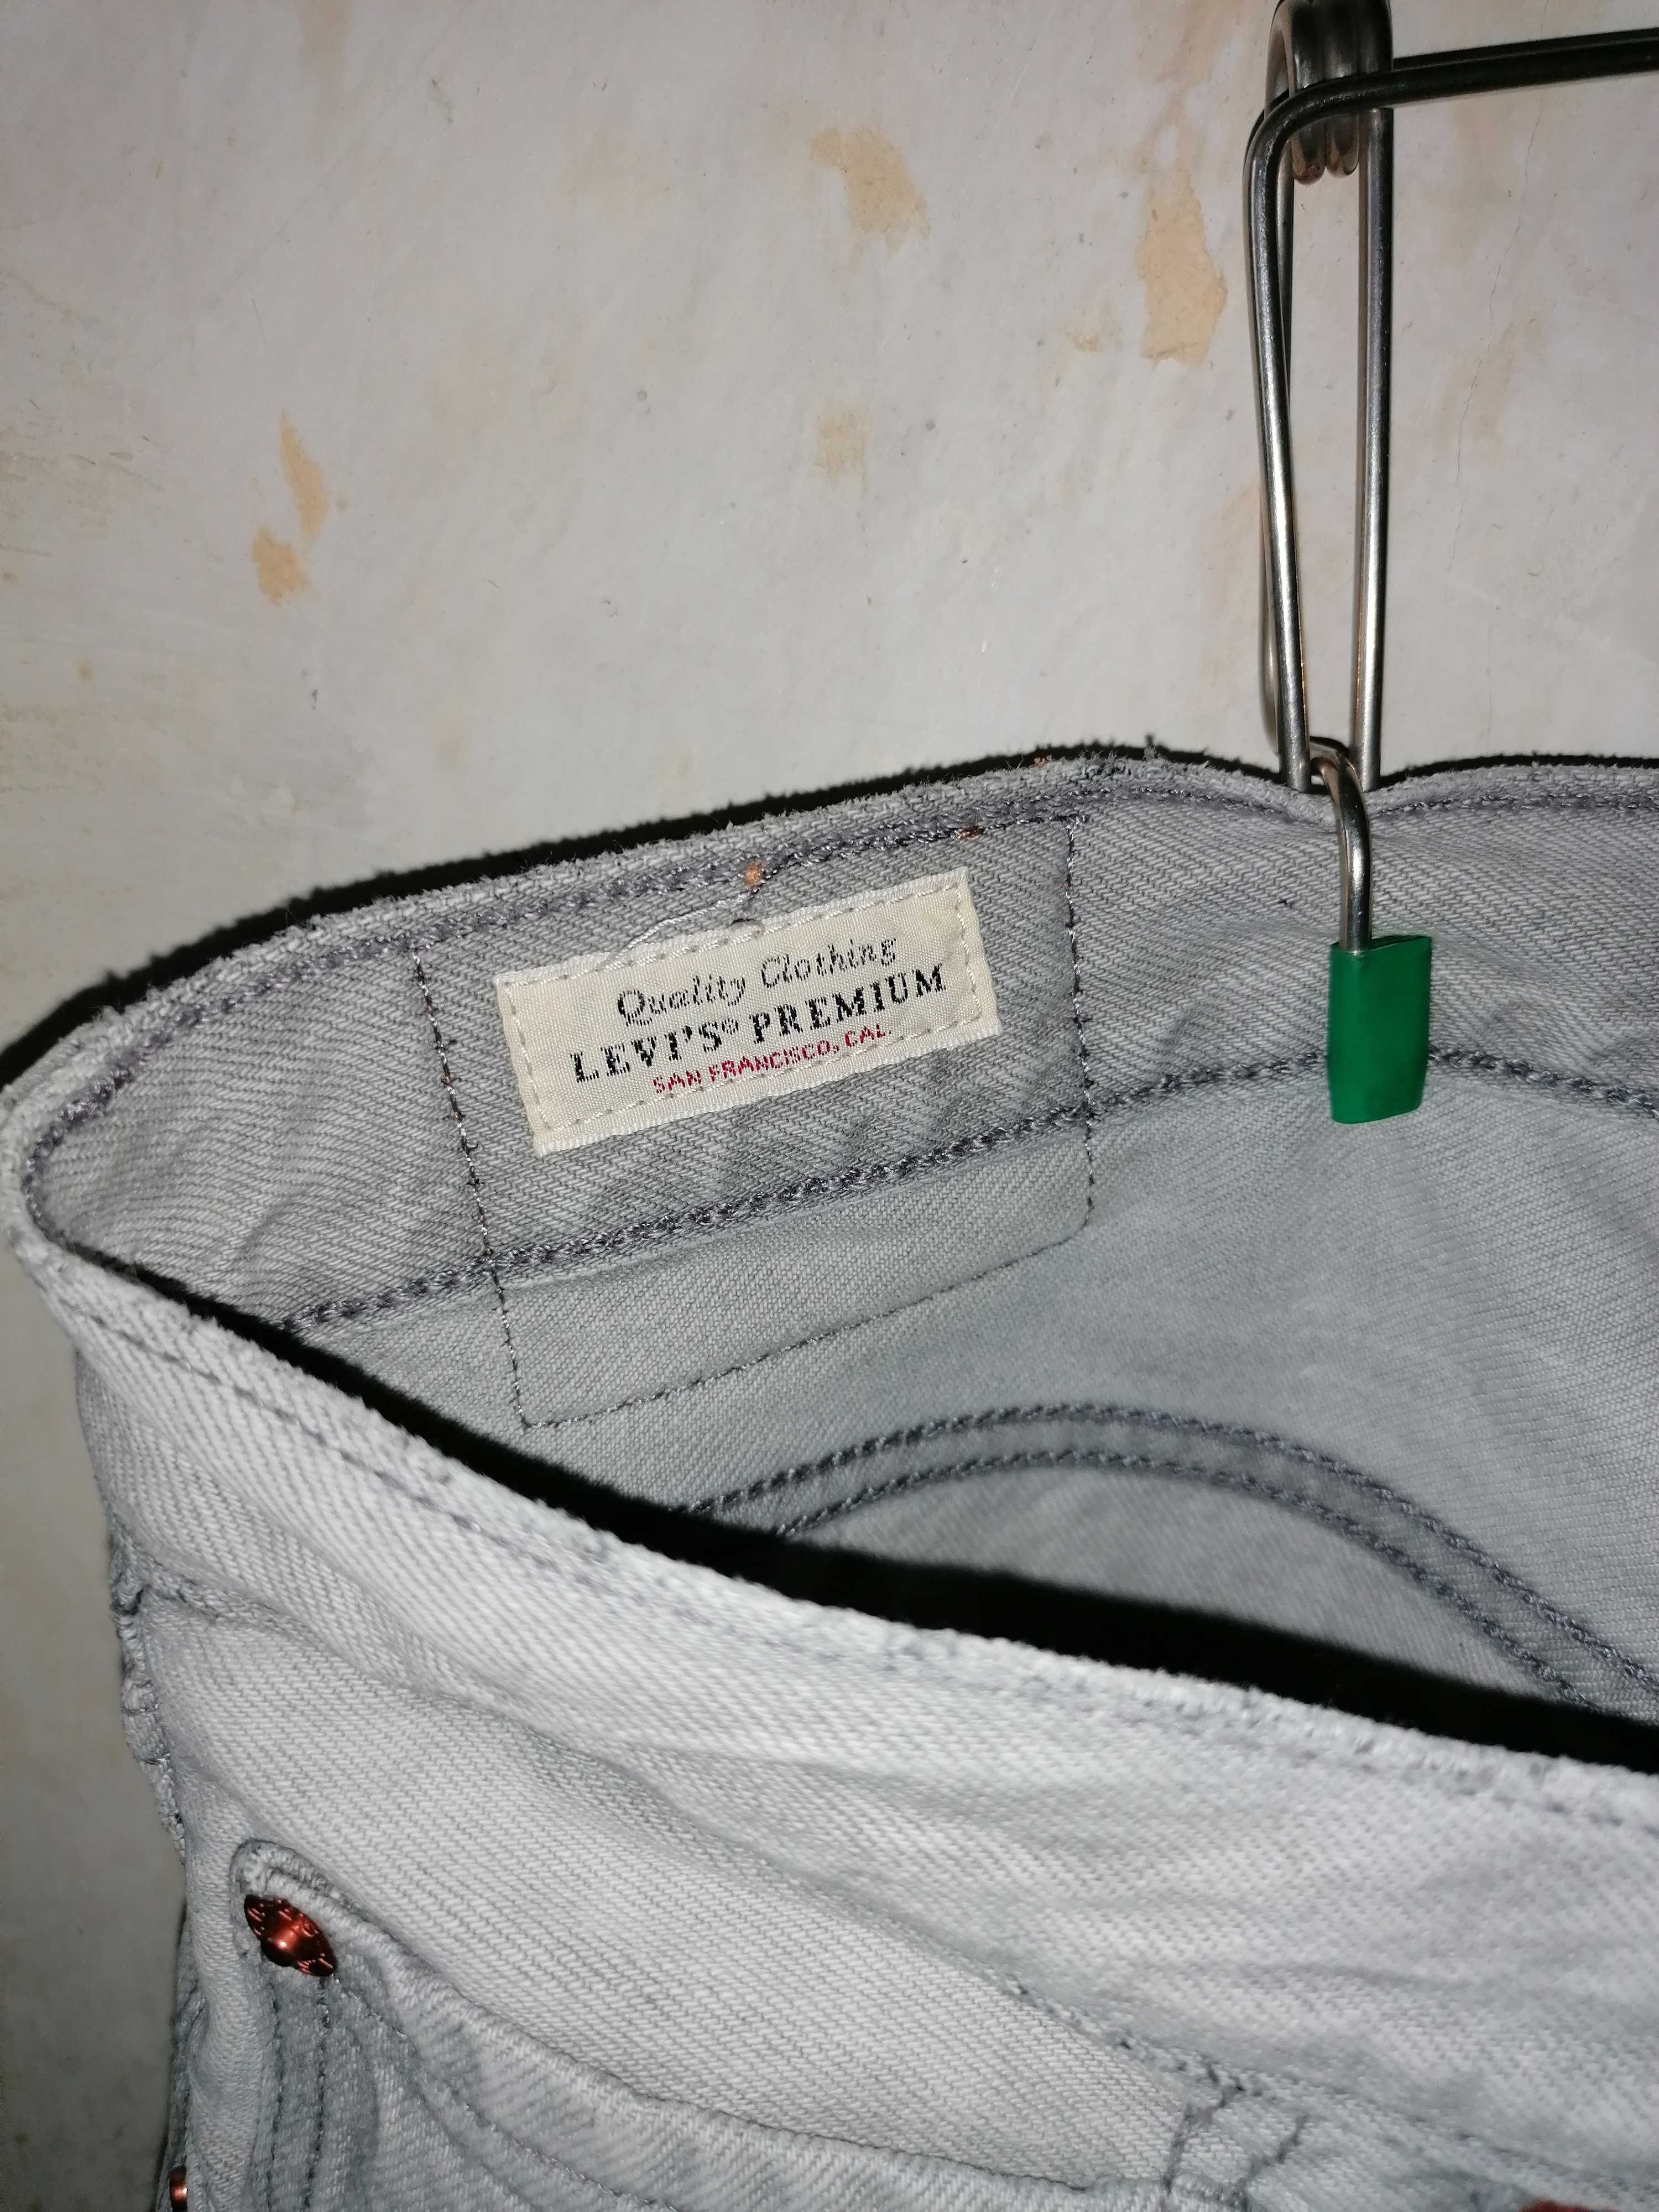 Quality Clothing
LEVI'S® PREMIUM
SAN FRANCISCO, CAL.